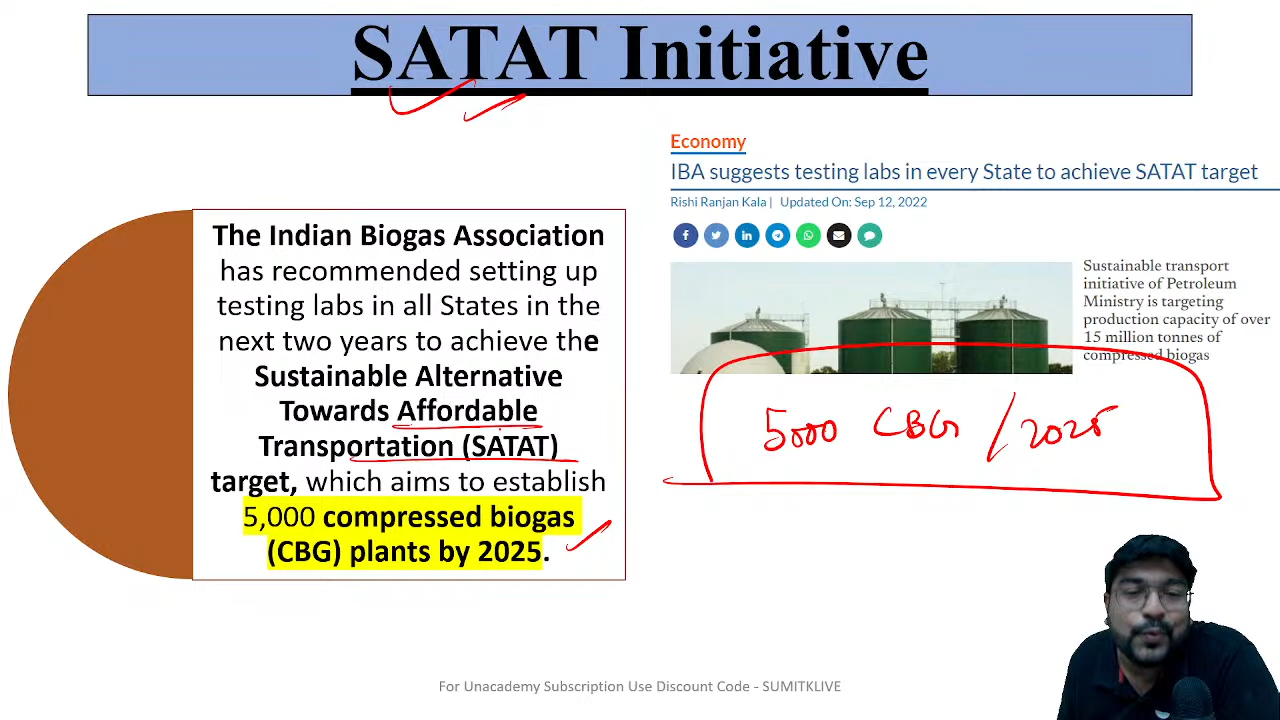 SATAT Initiative
The Indian Biogas Association
has recommended setting up
testing labs in all States in the
next two years to achieve the
Sustainable Alternative
Towards Affordable
Transportation (SATAT)
target, which aims to establish
5,000 compressed biogas
(CBG) plants by 2025.
Economy
IBA suggests testing labs in every State to achieve SATAT target
Rishi Ranjan Kala | Updated On: Sep 12, 2022
Sustainable transport
initiative of Petroleum
Ministry is targeting
production capacity of over
15 million tonnes of
compressed biogas
5000 CBG / 2025
For Unacademy Subscription Use Discount Code - SUMITKLIVE